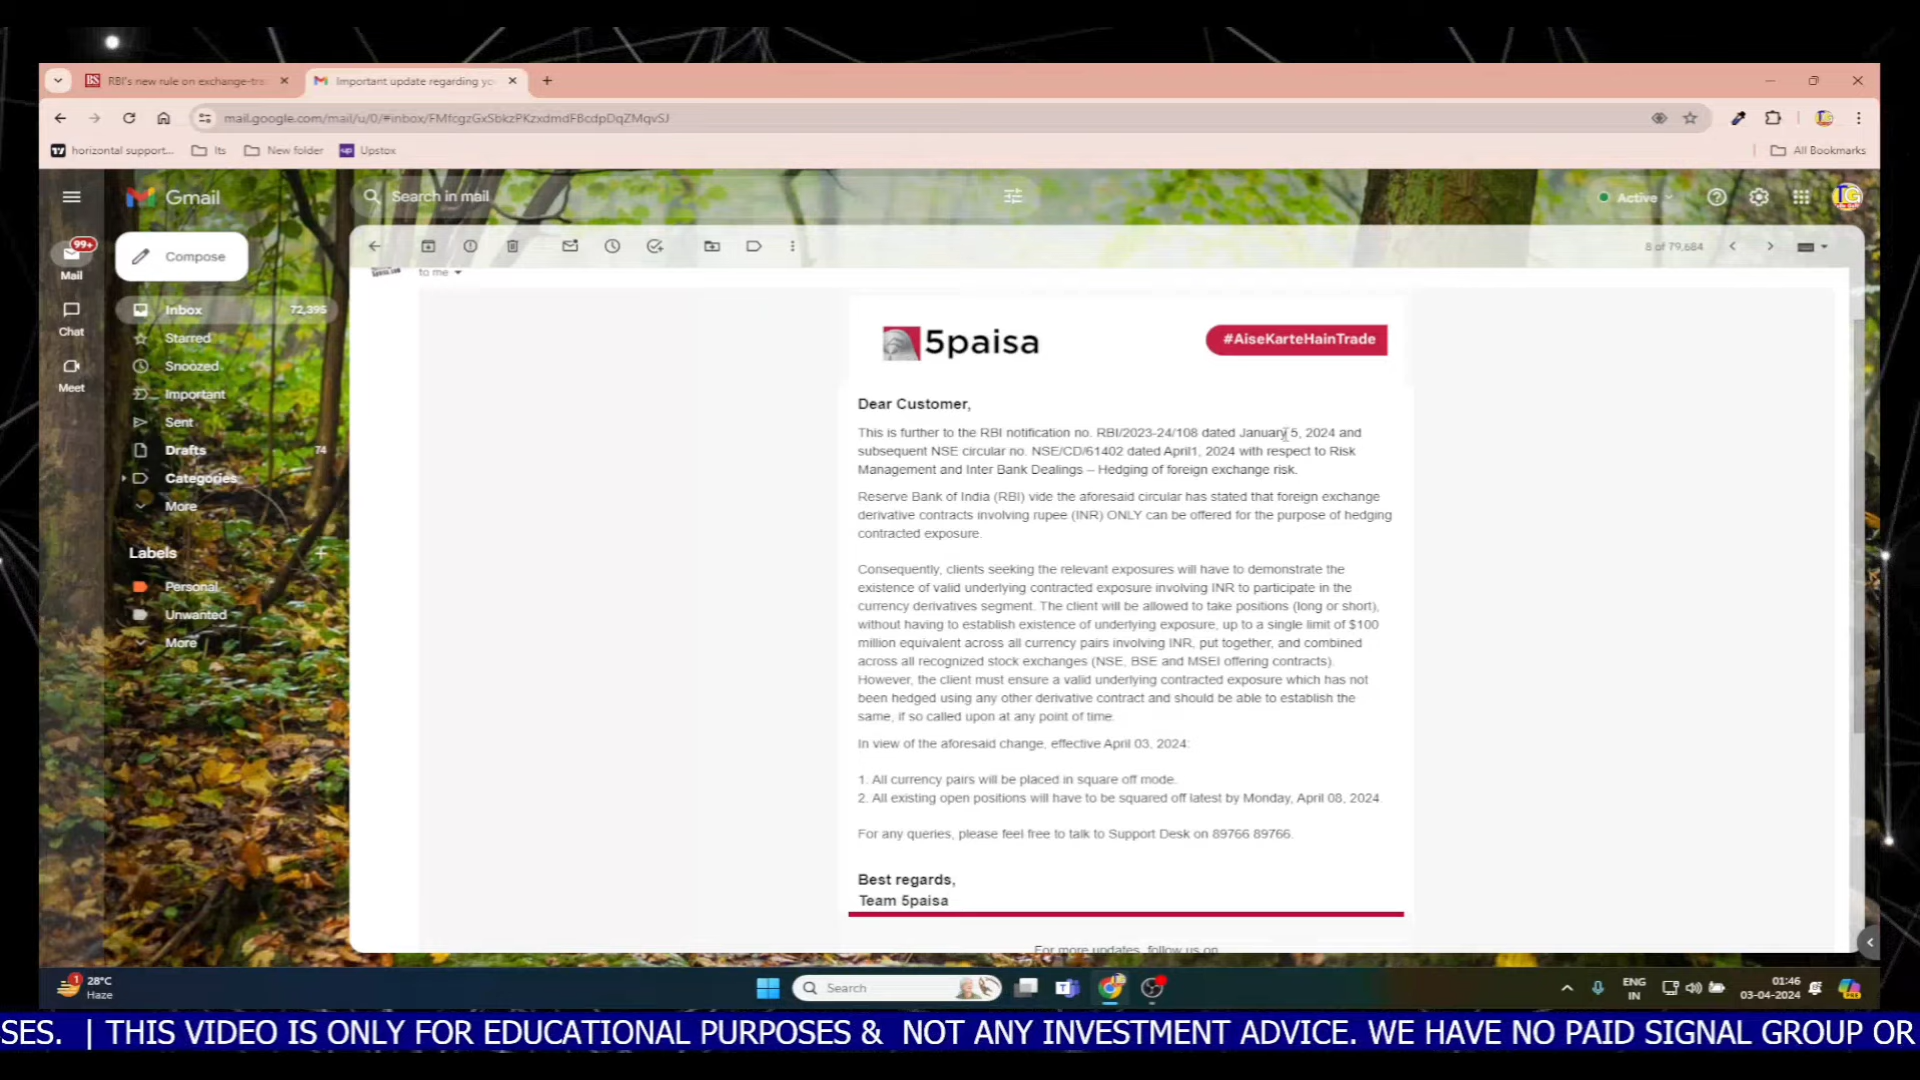 RBI's new rule on exchange-tra
Important update regarding yo
mail.google.com/mail/u/0/#inbox/FMfcgzGxSbkzPKzxdmdFBcdpDqZMqvSJ
horizontal support...
Its
New folder
Upstox
All Bookmarks
Gmail
Search in mail
Active
99+
Mail
Chat
Meet
Compose
Inbox 72,395
Starred
Snoozed
Important
Sent
Drafts 74
Categories
More
Labels
Personal
Unwanted
More
8 of 79,684
to me
5paisa
#AiseKarteHainTrade
Dear Customer,
This is further to the RBI notification no. RBI/2023-24/108 dated January 5, 2024 and
subsequent NSE circular no. NSE/CD/61402 dated April1, 2024 with respect to Risk
Management and Inter Bank Dealings – Hedging of foreign exchange risk.
Reserve Bank of India (RBI) vide the aforesaid circular has stated that foreign exchange
derivative contracts involving rupee (INR) ONLY can be offered for the purpose of hedging
contracted exposure.
Consequently, clients seeking the relevant exposures will have to demonstrate the
existence of valid underlying contracted exposure involving INR to participate in the
currency derivatives segment. The client will be allowed to take positions (long or short),
without having to establish existence of underlying exposure, up to a single limit of $100
million equivalent across all currency pairs involving INR, put together, and combined
across all recognized stock exchanges (NSE, BSE and MSEI offering contracts).
However, the client must ensure a valid underlying contracted exposure which has not
been hedged using any other derivative contract and should be able to establish the
same, if so called upon at any point of time.
In view of the aforesaid change, effective April 03, 2024:
1. All currency pairs will be placed in square off mode.
2. All existing open positions will have to be squared off latest by Monday, April 08, 2024.
For any queries, please feel free to talk to Support Desk on 89766 89766.
Best regards,
Team 5paisa
For more updates, follow us on
1
28°C
Haze
Search
ENG
IN
01:46
03-04-2024
SES. | THIS VIDEO IS ONLY FOR EDUCATIONAL PURPOSES & NOT ANY INVESTMENT ADVICE. WE HAVE NO PAID SIGNAL GROUP OR